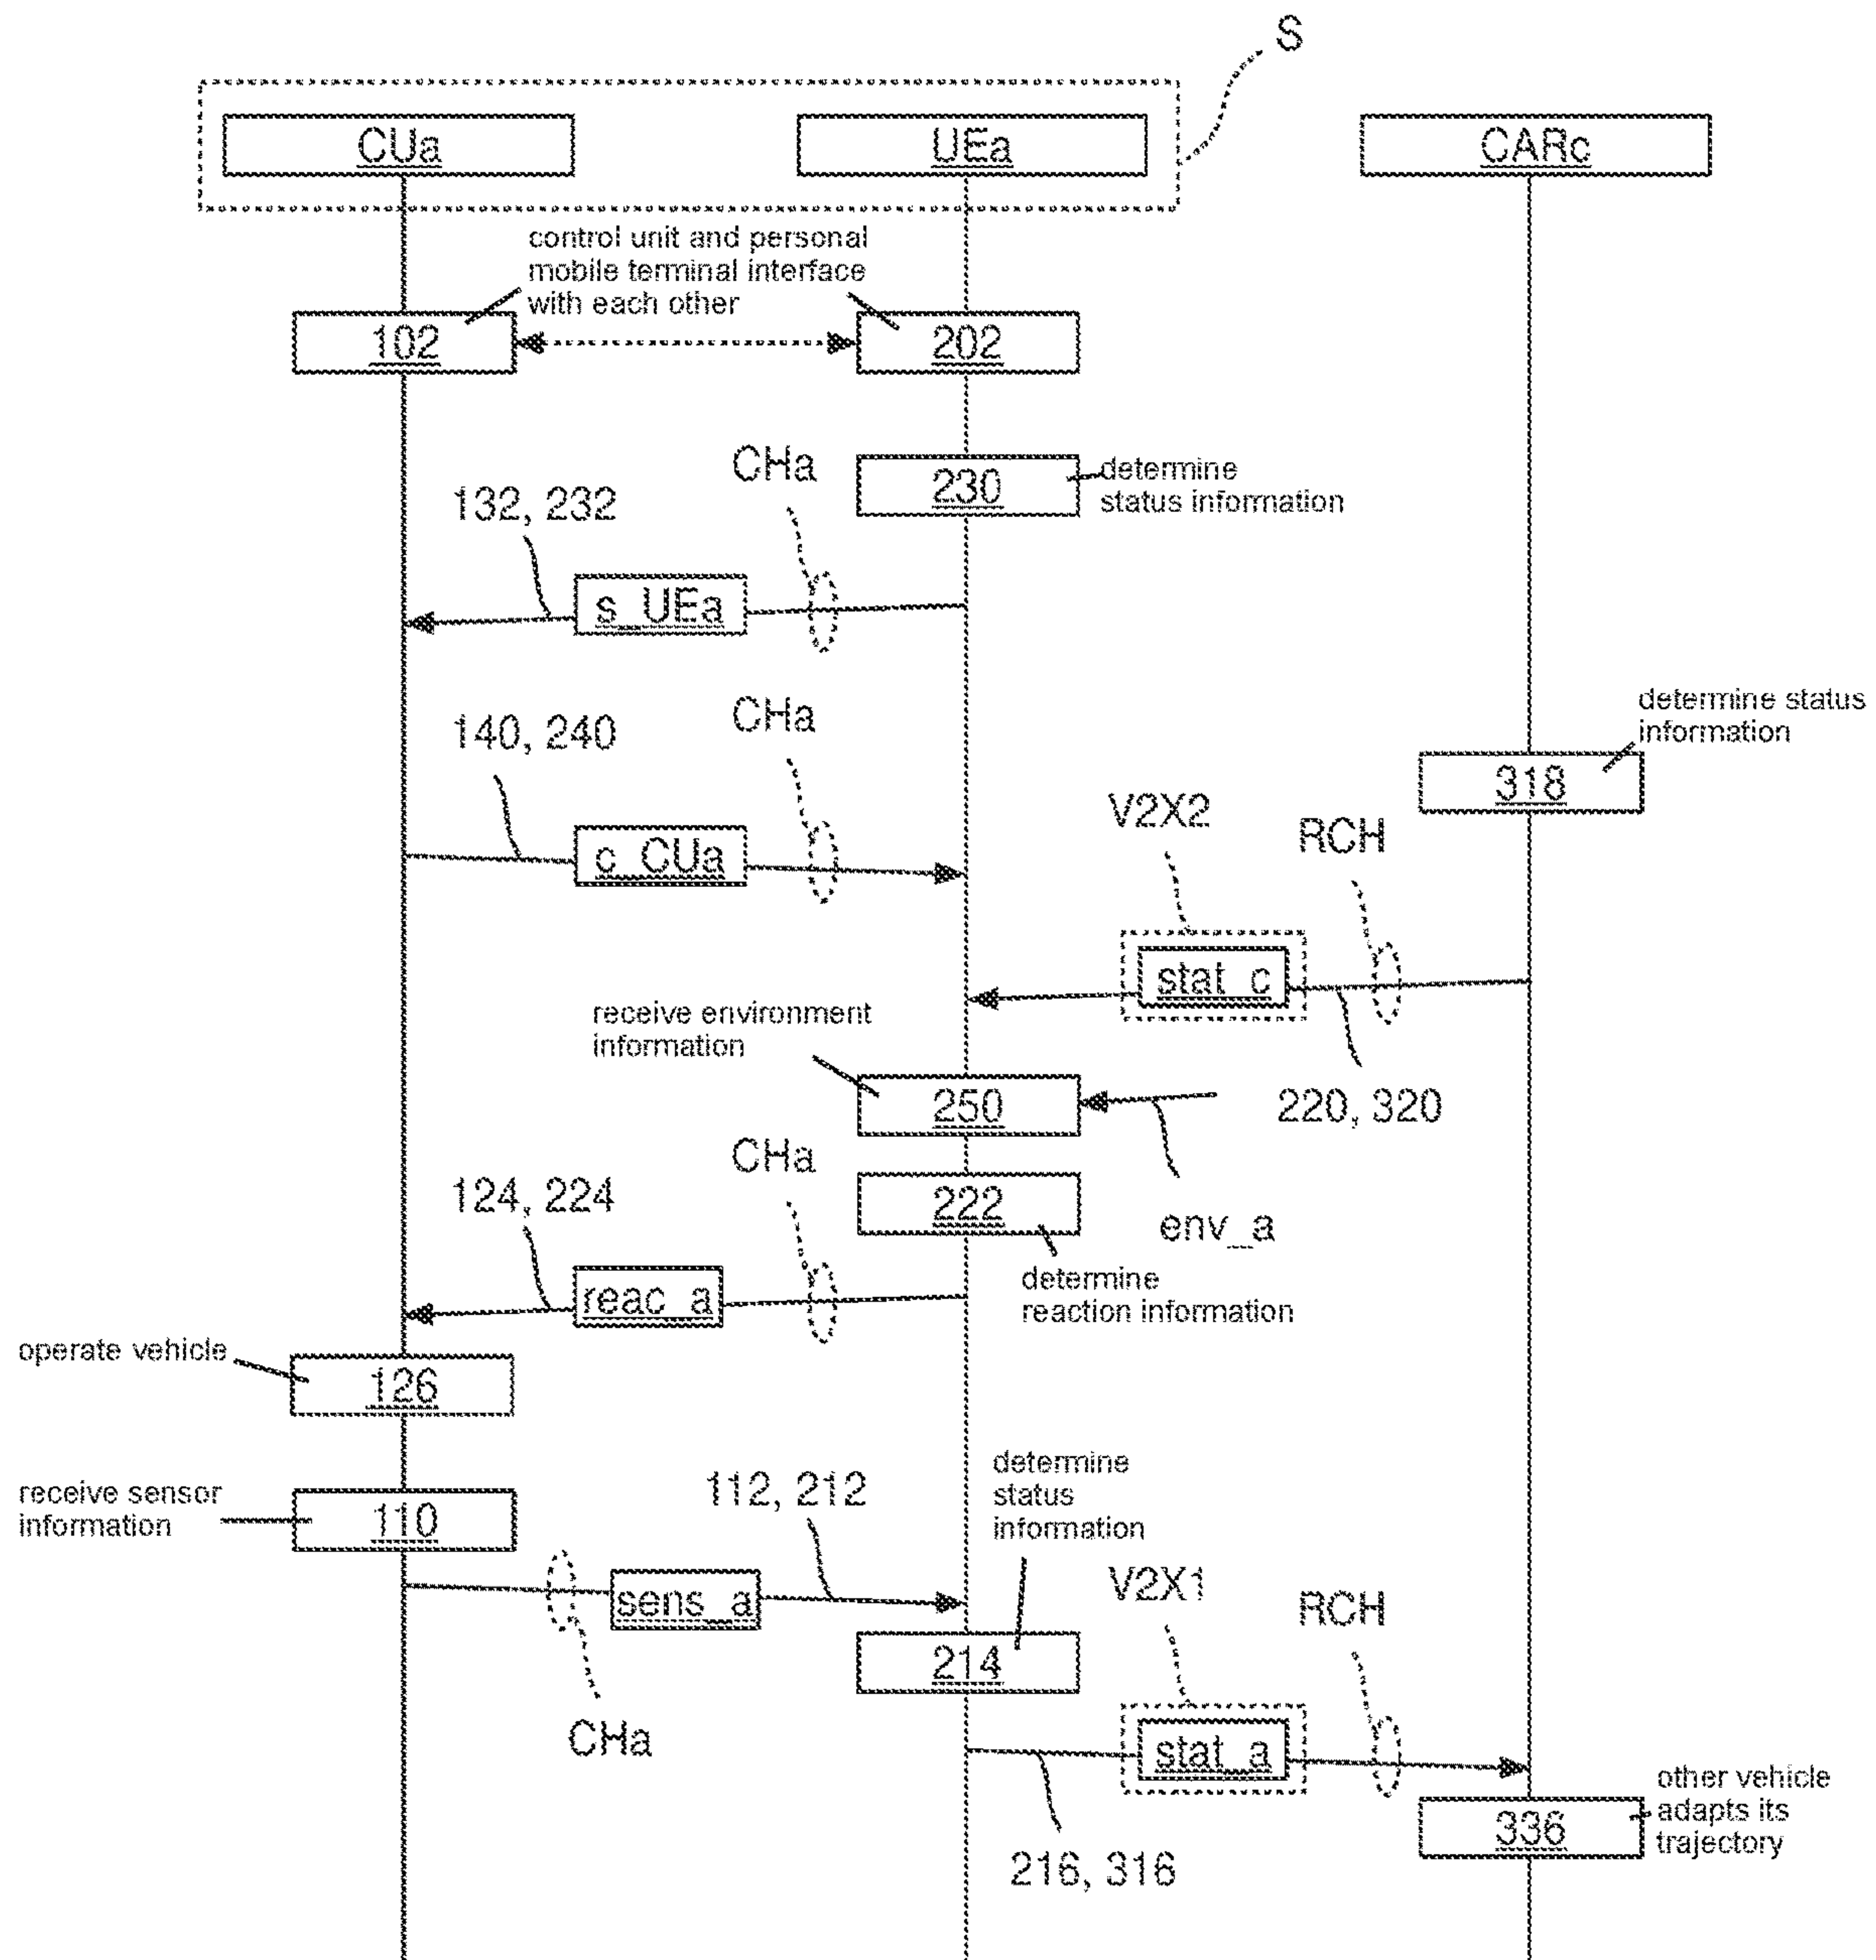 S
CUa
UEa
CARc
control unit and personal
mobile terminal interface
with each other
102
202
CHa
230
determine
status information
132, 232
s_UEa
CHa
140, 240
determine status
information
318
V2X2
RCH
c_CUa
stat_c
receive environment
information
250
220, 320
CHa
124, 224
222
env_a
determine
reaction information
reac_a
operate vehicle
126
receive sensor
information
110
112, 212
determine
status
information
sens_a
V2X1
RCH
214
CHa
stat_a
other vehicle
adapts its
trajectory
336
216, 316